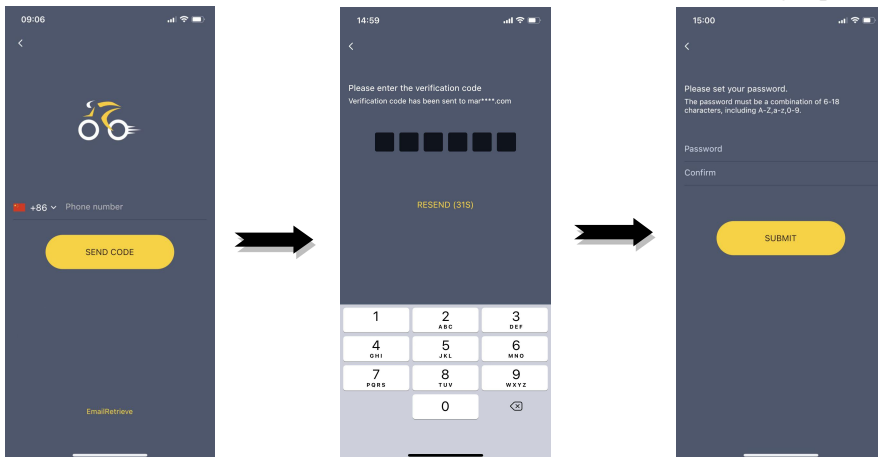 09:06
+86
Phone number
SEND CODE
EmailRetrieve
14:59
Please enter the verification code
Verification code has been sent to mar****.com
RESEND (31S)
1
2
ABC
3
DEF
4
GHI
5
JKL
6
MNO
7
PQRS
8
TUV
9
WXYZ
0
15:00
Please set your password.
The password must be a combination of 6-18
characters, including A-Z,a-z,0-9.
Password
Confirm
SUBMIT